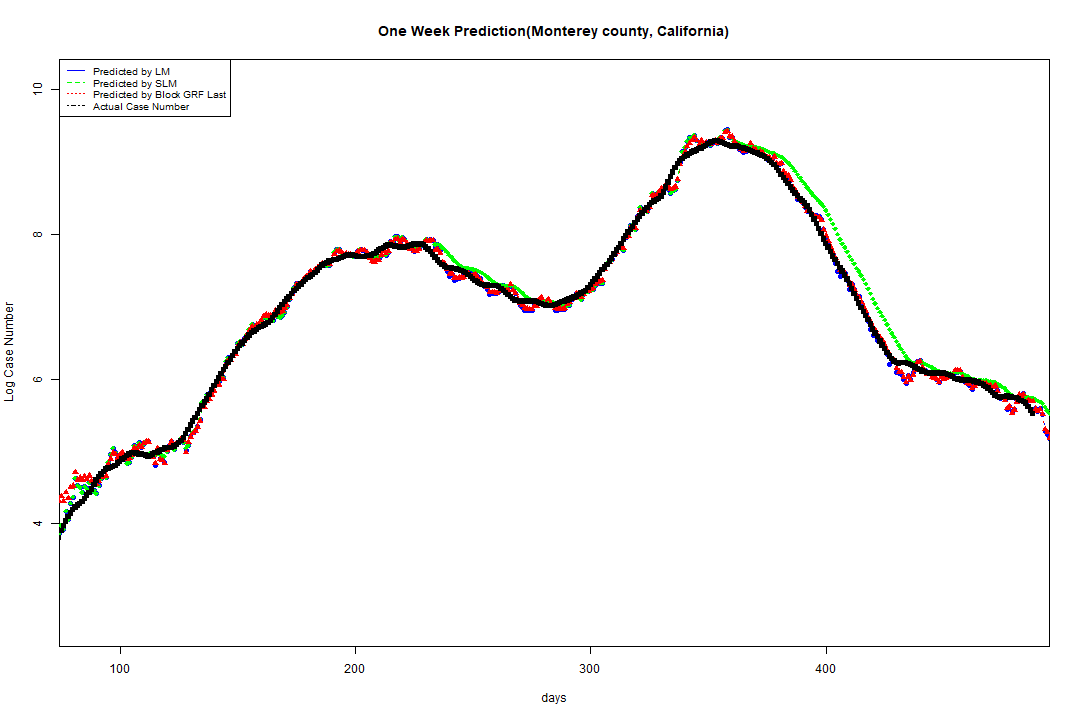 One Week Prediction(Monterey county, California)
Predicted by LM
Predicted by SLM
Predicted by Block GRF Last
Actual Case Number
10
8
6
4
Log Case Number
100 200 300 400
days